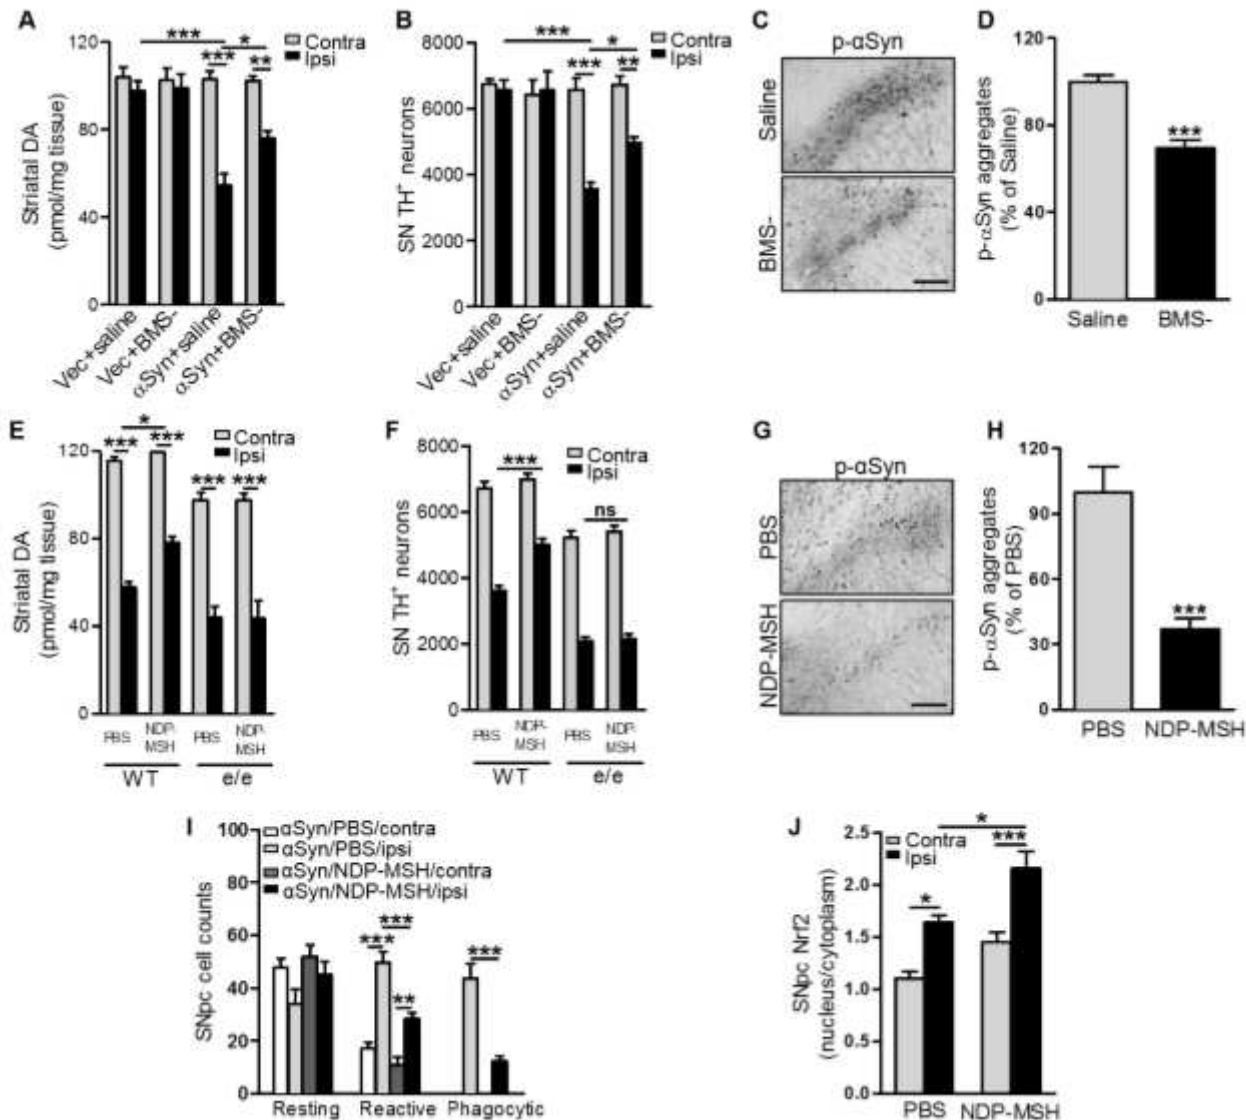 A
***
*
***
**
Contra
Ipsi
Striatal DA
(pmol/mg tissue)
120
80
40
0
Vec+saline
Vec+BMS-
αSyn+saline
αSyn+BMS-
B
***
*
***
**
Contra
Ipsi
SN TH⁺ neurons
8000
6000
4000
2000
0
Vec+saline
Vec+BMS-
αSyn+saline
αSyn+BMS-
C
p-αSyn
Saline
BMS-
D
p-αSyn aggregates
(% of Saline)
120
80
40
0
***
Saline BMS-
E
*
*** ***
*** ***
Contra
Ipsi
Striatal DA
(pmol/mg tissue)
120
80
40
0
PBS NDP-MSH PBS NDP-MSH
WT e/e
F
***
ns
Contra
Ipsi
SN TH⁺ neurons
8000
6000
4000
2000
0
PBS NDP-MSH PBS NDP-MSH
WT e/e
G
p-αSyn
PBS
NDP-MSH
H
p-αSyn aggregates
(% of PBS)
120
90
60
30
0
***
PBS NDP-MSH
I
αSyn/PBS/contra
αSyn/PBS/ipsi
αSyn/NDP-MSH/contra
αSyn/NDP-MSH/ipsi
SNpc cell counts
100
80
60
40
20
0
***
***
**
***
Resting Reactive Phagocytic
J
Contra
Ipsi
*
***
*
SNpc Nrf2
(nucleus/cytoplasm)
2.5
2.0
1.5
1.0
0.5
0.0
PBS NDP-MSH